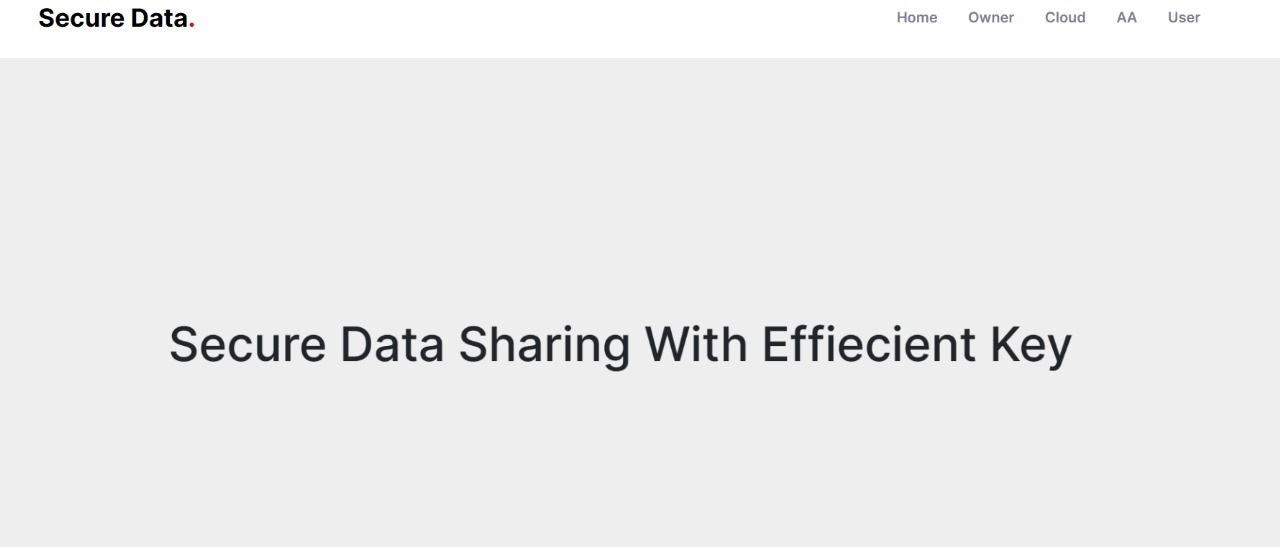 Secure Data.
Home Owner Cloud AA User
Secure Data Sharing With Effiecient Key